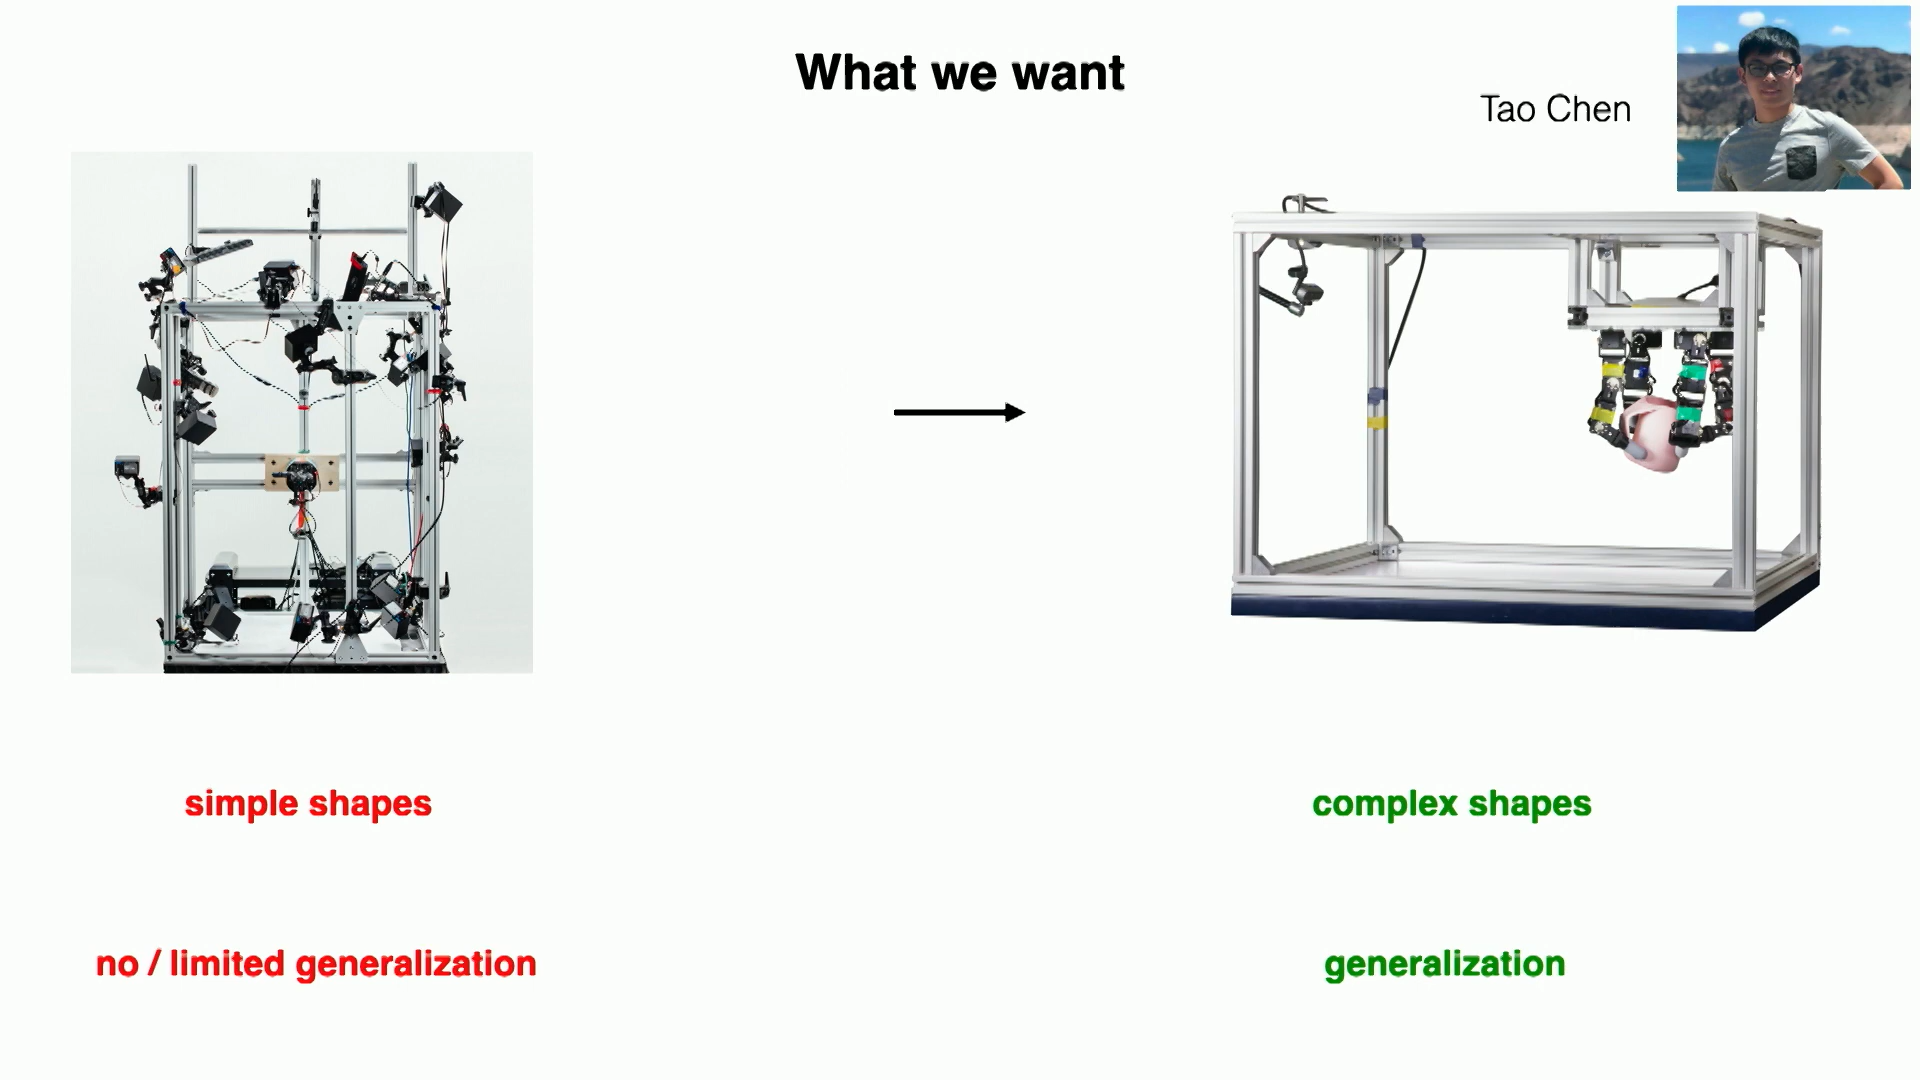 What we want
Tao Chen
simple shapes
complex shapes
no / limited generalization
generalization